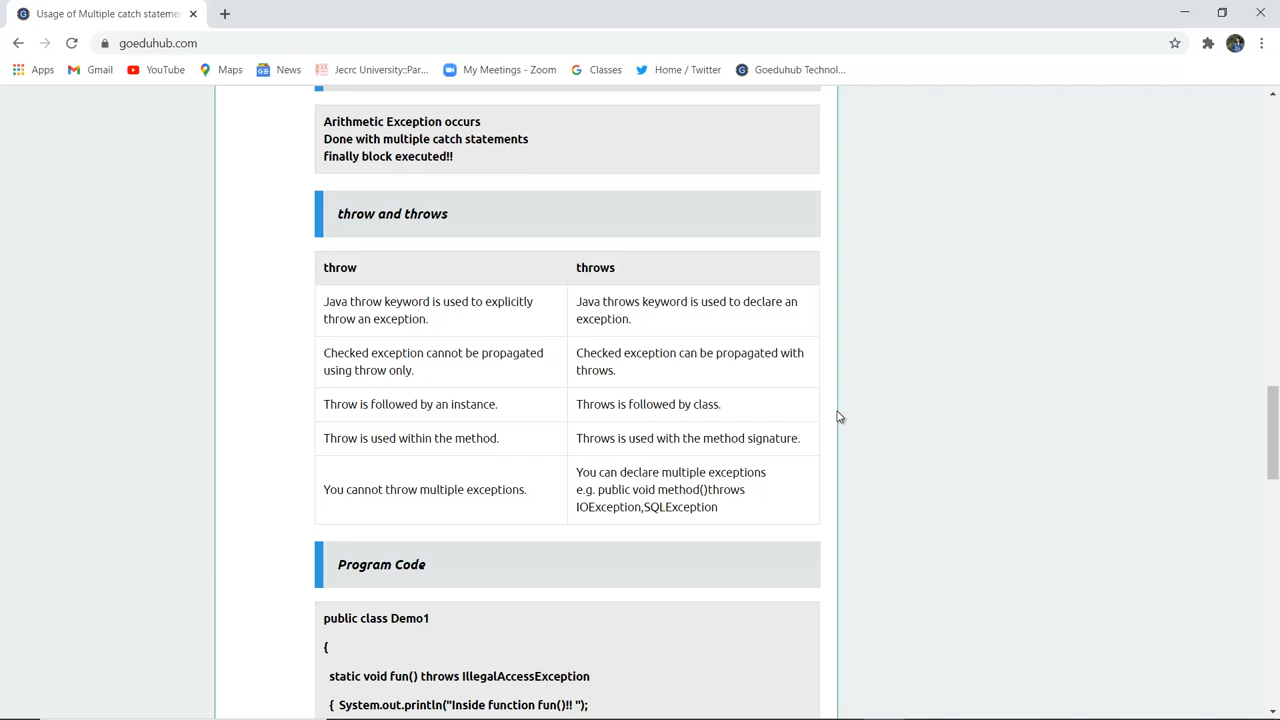 Usage of Multiple catch stateme
goeduhub.com
Apps
Gmail
YouTube
Maps
News
Jecrc University::Par...
My Meetings - Zoom
Classes
Home / Twitter
Goeduhub Technol...
Arithmetic Exception occurs
Done with multiple catch statements
finally block executed!!
throw and throws
throw
throws
Java throw keyword is used to explicitly
throw an exception.
Java throws keyword is used to declare an
exception.
Checked exception cannot be propagated
using throw only.
Checked exception can be propagated with
throws.
Throw is followed by an instance.
Throws is followed by class.
Throw is used within the method.
Throws is used with the method signature.
You cannot throw multiple exceptions.
You can declare multiple exceptions
e.g. public void method()throws
IOException,SQLException
Program Code
public class Demo1
{
static void fun() throws IllegalAccessException
{ System.out.println("Inside function fun()!! ");